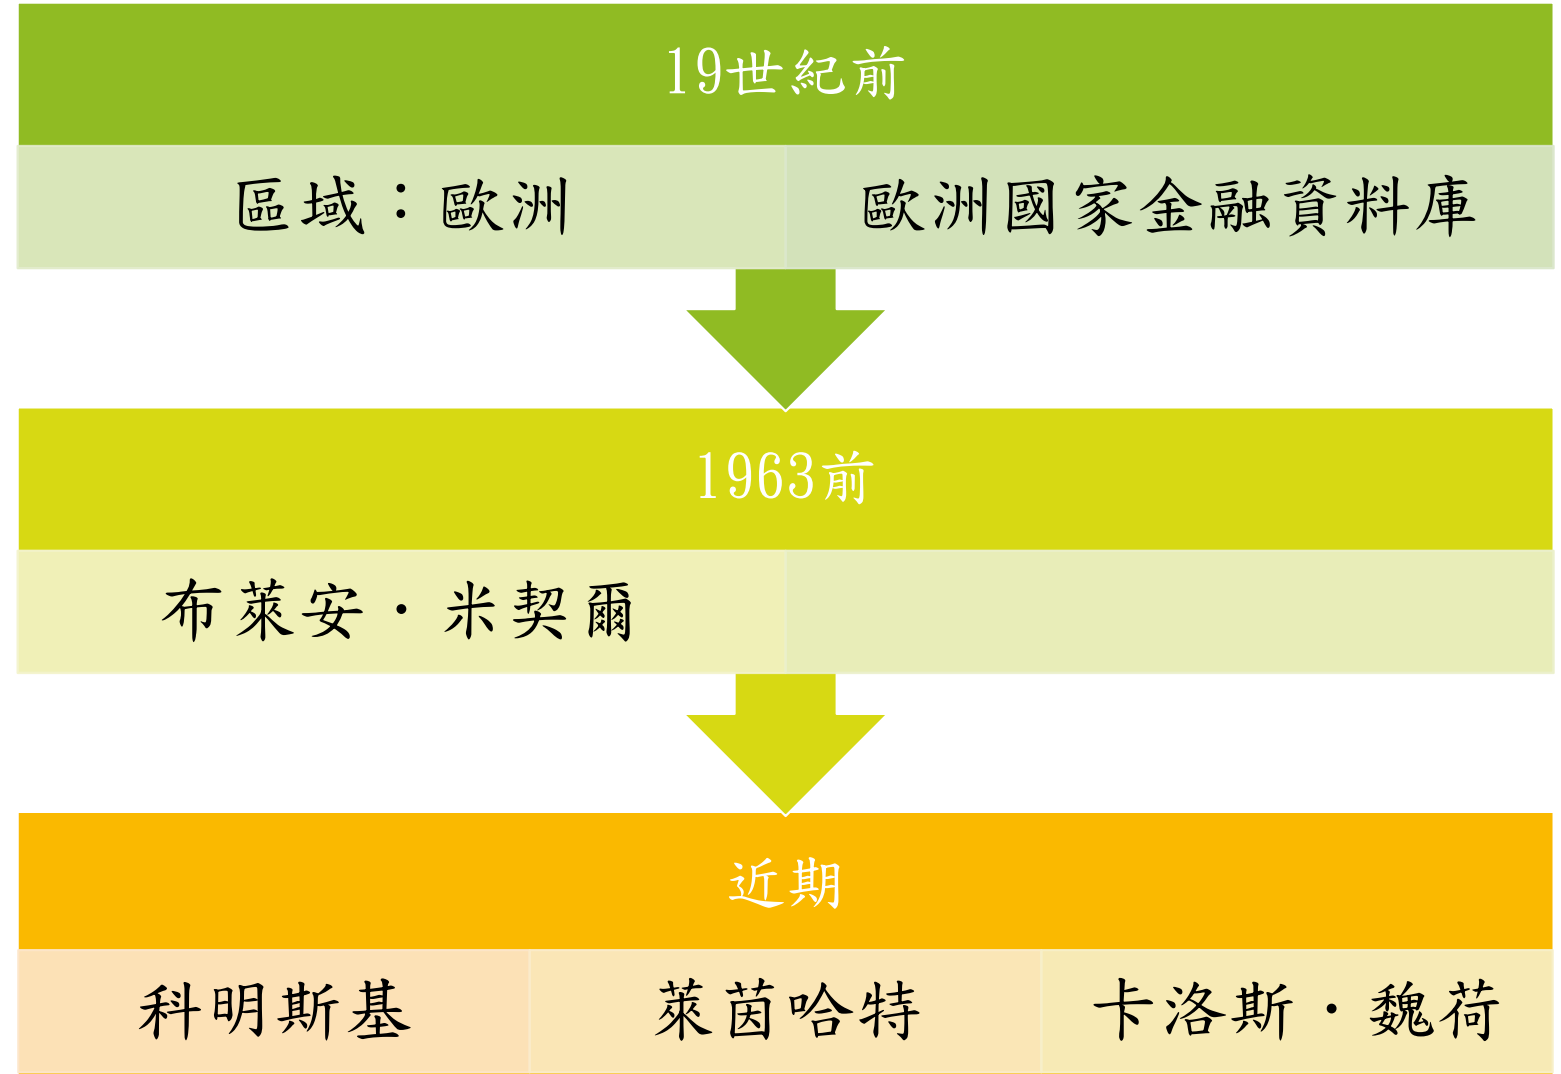 19世紀前
區域：歐洲
歐洲國家金融資料庫
1963前
布萊安．米契爾
近期
科明斯基
萊茵哈特
卡洛斯．魏荷